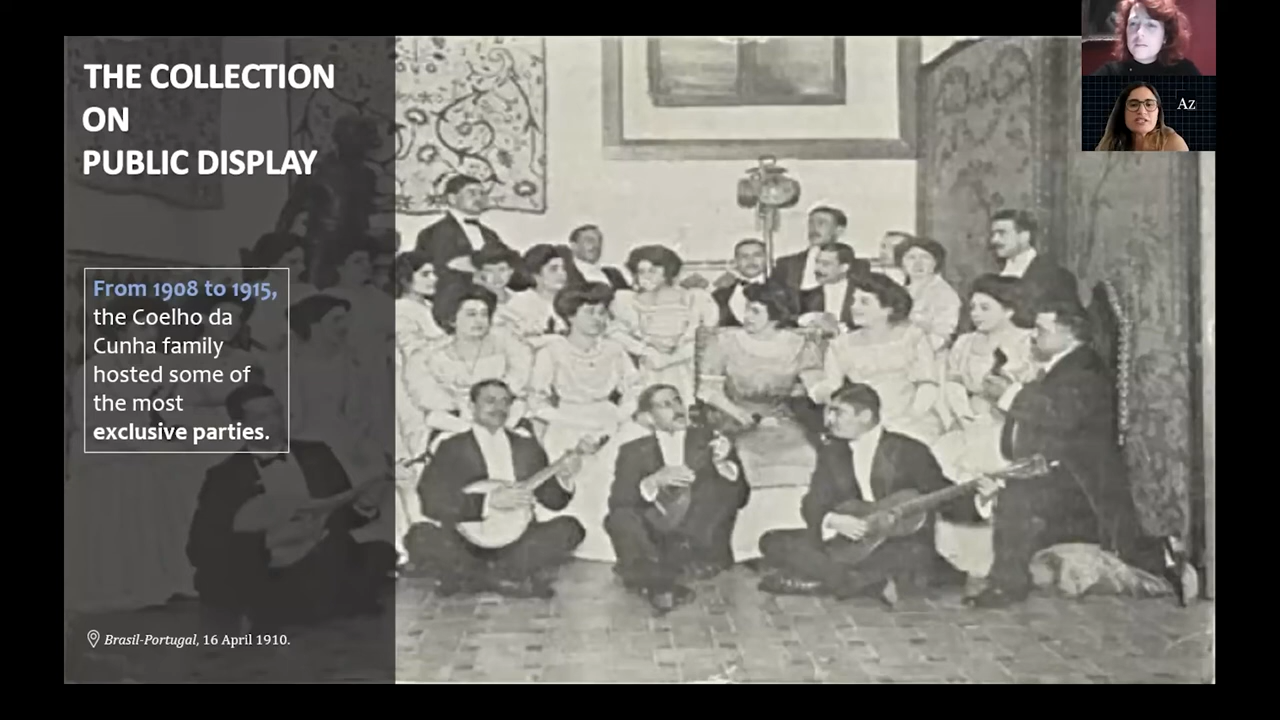 THE COLLECTION
ON
PUBLIC DISPLAY
From 1908 to 1915,
the Coelho da
Cunha family
hosted some of
the most
exclusive parties.
Brasil-Portugal, 16 April 1910.
Az